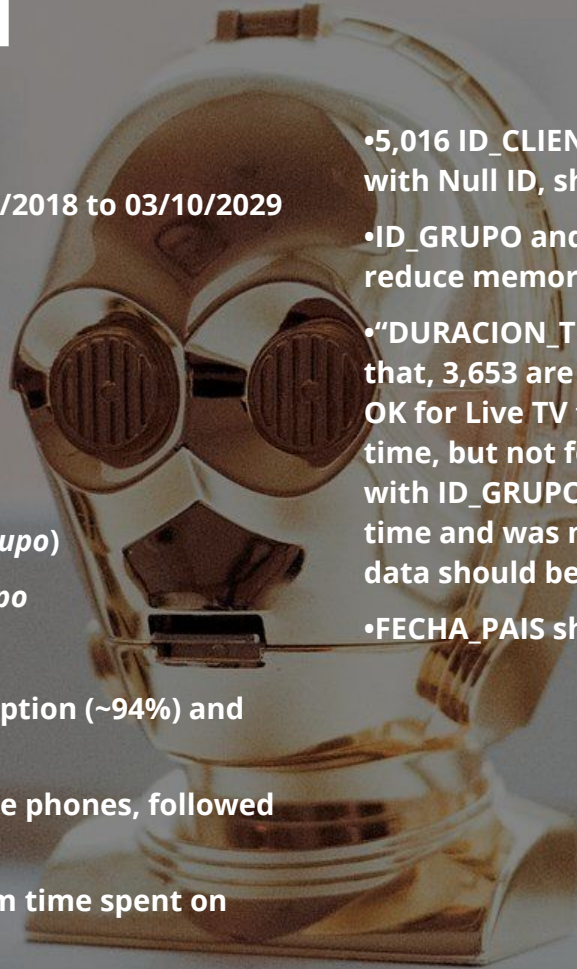 /2018 to 03/10/2029
upo)
po
ption (~94%) and
e phones, followed
m time spent on
•5,016 ID_CLIEN
with Null ID, sh
•ID_GRUPO and
reduce memor
•“DURACION_T
that, 3,653 are
OK for Live TV
time, but not fo
with ID_GRUPO
time and was n
data should be
•FECHA_PAIS sh